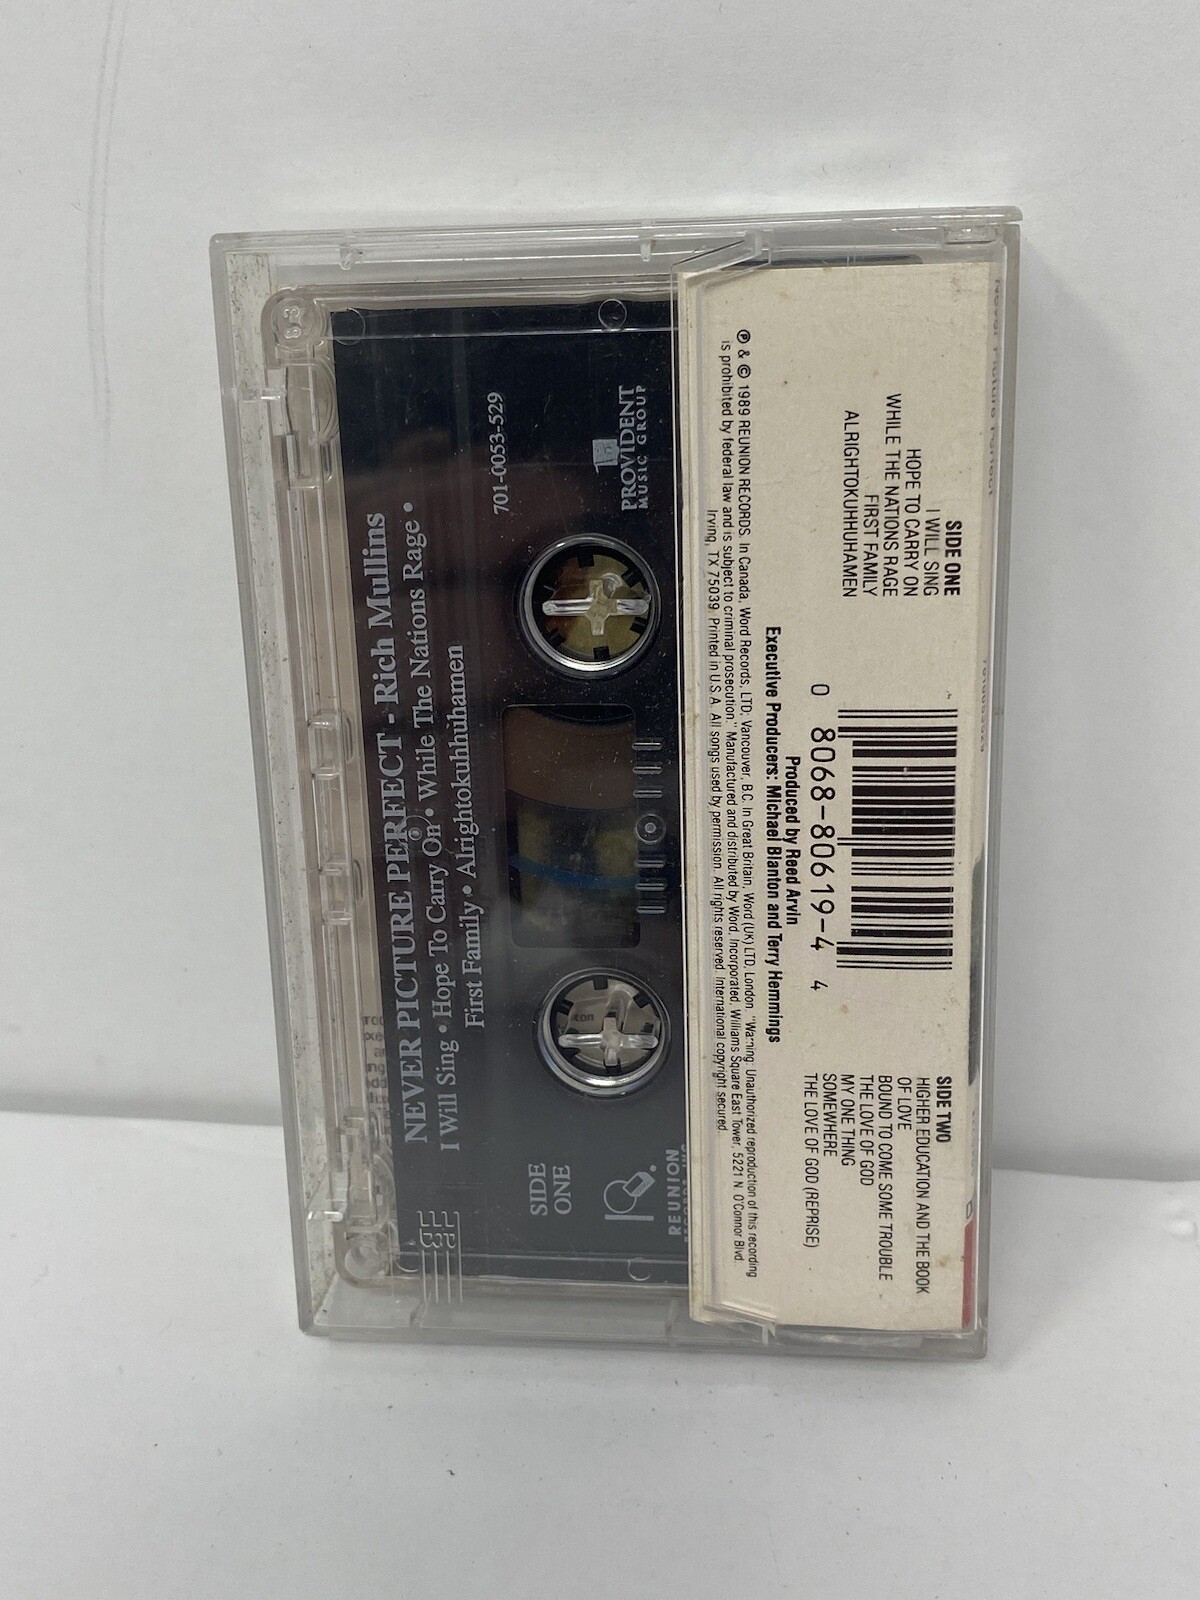 SIDE ONE
I WILL SING
HOPE TO CARRY ON
WHILE THE NATIONS RAGE
FIRST FAMILY
ALRIGHTOKUHHUHAMEN
0 8068-80619-4 4
SIDE TWO
HIGHER EDUCATION AND THE BOOK
OF LOVE
BOUND TO COME SOME TROUBLE
THE LOVE OF GOD
MY ONE THING
SOMEWHERE
THE LOVE OF GOD (REPRISE)
Produced by Reed Arvin
Executive Producers: Michael Blanton and Terry Hemmings
℗ & © 1989 REUNION RECORDS. In Canada, Word Records, LTD, Vancouver, B.C. In Great Britain, Word (UK) LTD, London. "Warning: Unauthorized reproduction of this recording
is prohibited by federal law and is subject to criminal prosecution." Manufactured and distributed by Word, Incorporated, Williams Square East Tower, 5221 N. O'Connor Blvd.
Irving, TX 75039. Printed in U.S.A. All songs used by permission. All rights reserved. International copyright secured.
NEVER PICTURE PERFECT - Rich Mullins
I Will Sing • Hope To Carry On • While The Nations Rage •
First Family • Alrightokuhhuhamen
701-0053-529
SIDE
ONE
PROVIDENT
MUSIC GROUP
REUNION
Never Picture Perfect
7010053529
8-3